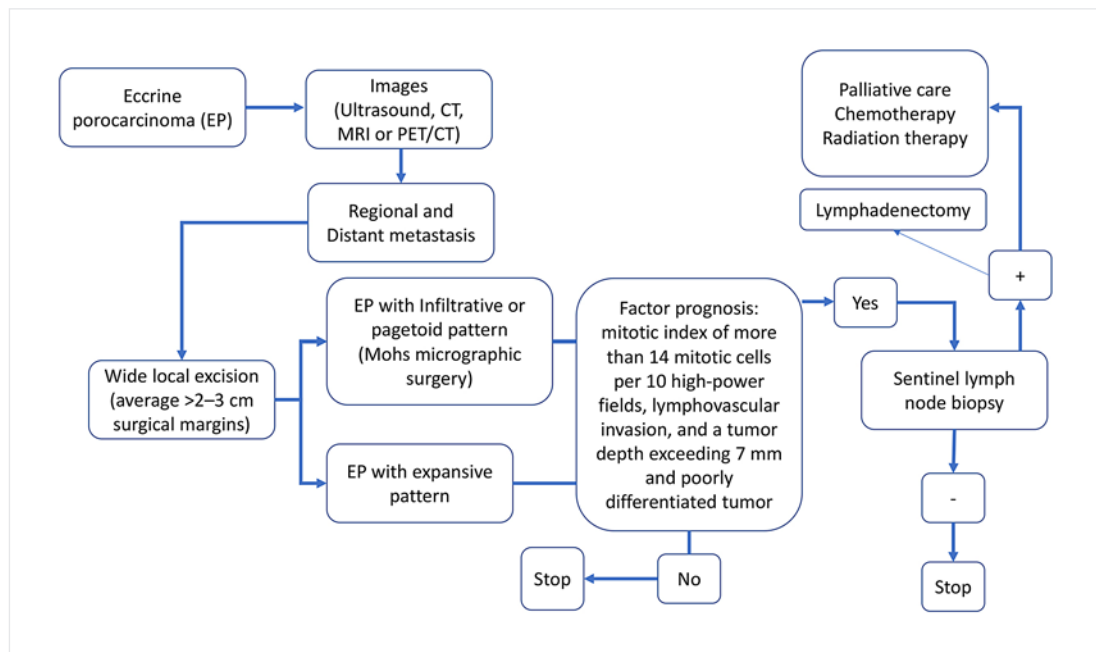 Eccrine
porocarcinoma (EP)
Images
(Ultrasound, CT,
MRI or PET/CT)
Regional and
Distant metastasis
Wide local excision
(average >2–3 cm
surgical margins)
EP with Infiltrative or
pagetoid pattern
(Mohs micrographic
surgery)
EP with expansive
pattern
Factor prognosis:
mitotic index of more
than 14 mitotic cells
per 10 high-power
fields, lymphovascular
invasion, and a tumor
depth exceeding 7 mm
and poorly
differentiated tumor
No
Stop
Yes
Sentinel lymph
node biopsy
+
Lymphadenectomy
Palliative care
Chemotherapy
Radiation therapy
-
Stop